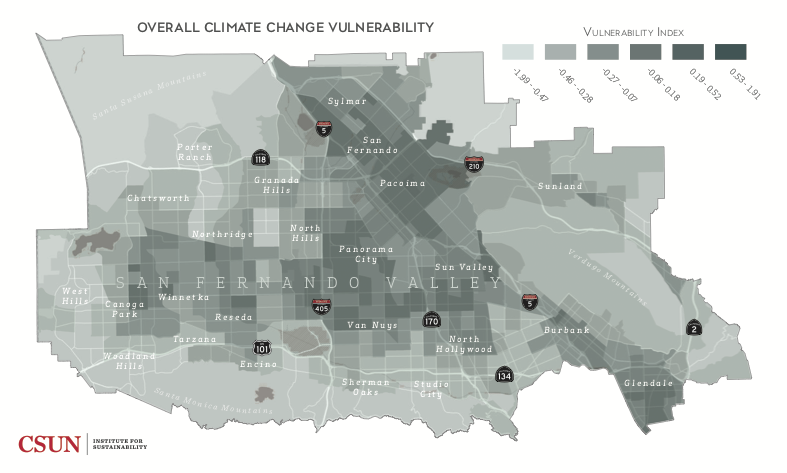 OVERALL CLIMATE CHANGE VULNERABILITY
VULNERABILITY INDEX
-1.99 - -0.47
-0.46 - -0.28
-0.27 - -0.07
-0.06 - 0.18
0.19 - 0.52
0.53 - 1.91
Santa Susana Mountains
Sylmar
5
San
Fernando
Porter
Ranch
118
210
Granada
Hills
Pacoima
Sunland
Chatsworth
Northridge
North
Hills
Panorama
City
Sun Valley
Verdugo Mountains
SAN FERNANDO VALLEY
West
Hills
Canoga
Park
Winnetka
405
5
Reseda
Van Nuys
170
Burbank
2
Tarzana
101
North
Hollywood
Woodland
Hills
Encino
134
Sherman
Oaks
Studio
City
Glendale
Santa Monica Mountains
CSUN
INSTITUTE FOR
SUSTAINABILITY